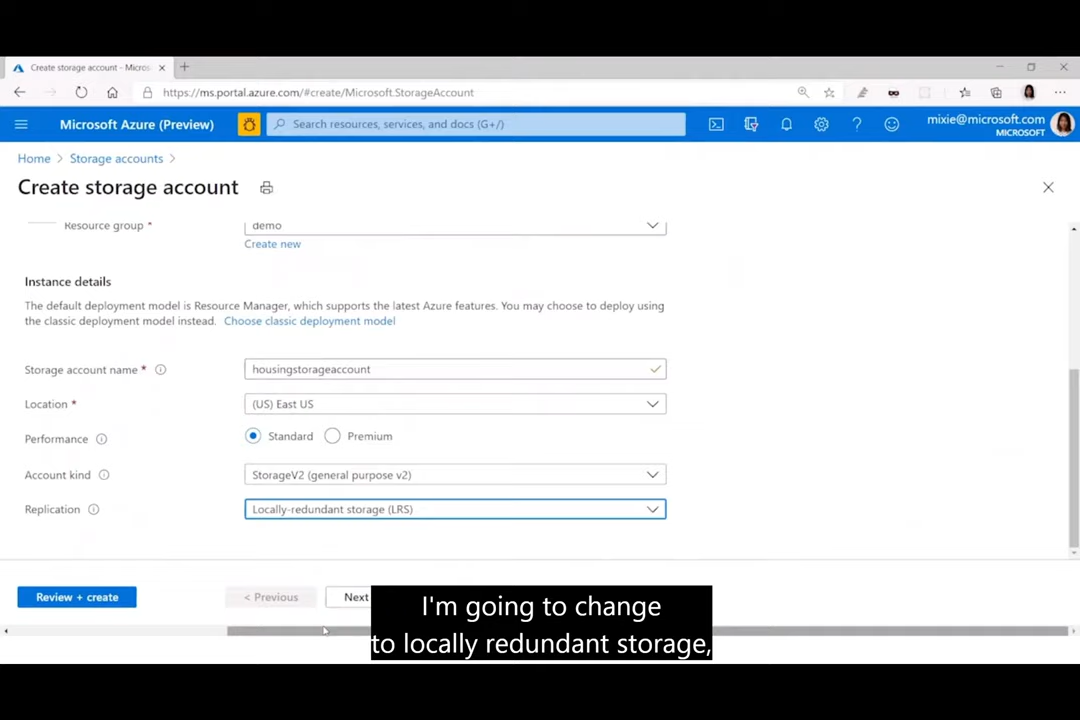 Create storage account - Micros
https://ms.portal.azure.com/#create/Microsoft.StorageAccount
Microsoft Azure (Preview)
Search resources, services, and docs (G+/)
mixie@microsoft.com
MICROSOFT
Home > Storage accounts >
Create storage account
Resource group *
demo
Create new
Instance details
The default deployment model is Resource Manager, which supports the latest Azure features. You may choose to deploy using
the classic deployment model instead. Choose classic deployment model
Storage account name *
housingstorageaccount
Location *
(US) East US
Performance
Standard
Premium
Account kind
StorageV2 (general purpose v2)
Replication
Locally-redundant storage (LRS)
Review + create
< Previous
Next
I'm going to change
to locally redundant storage,